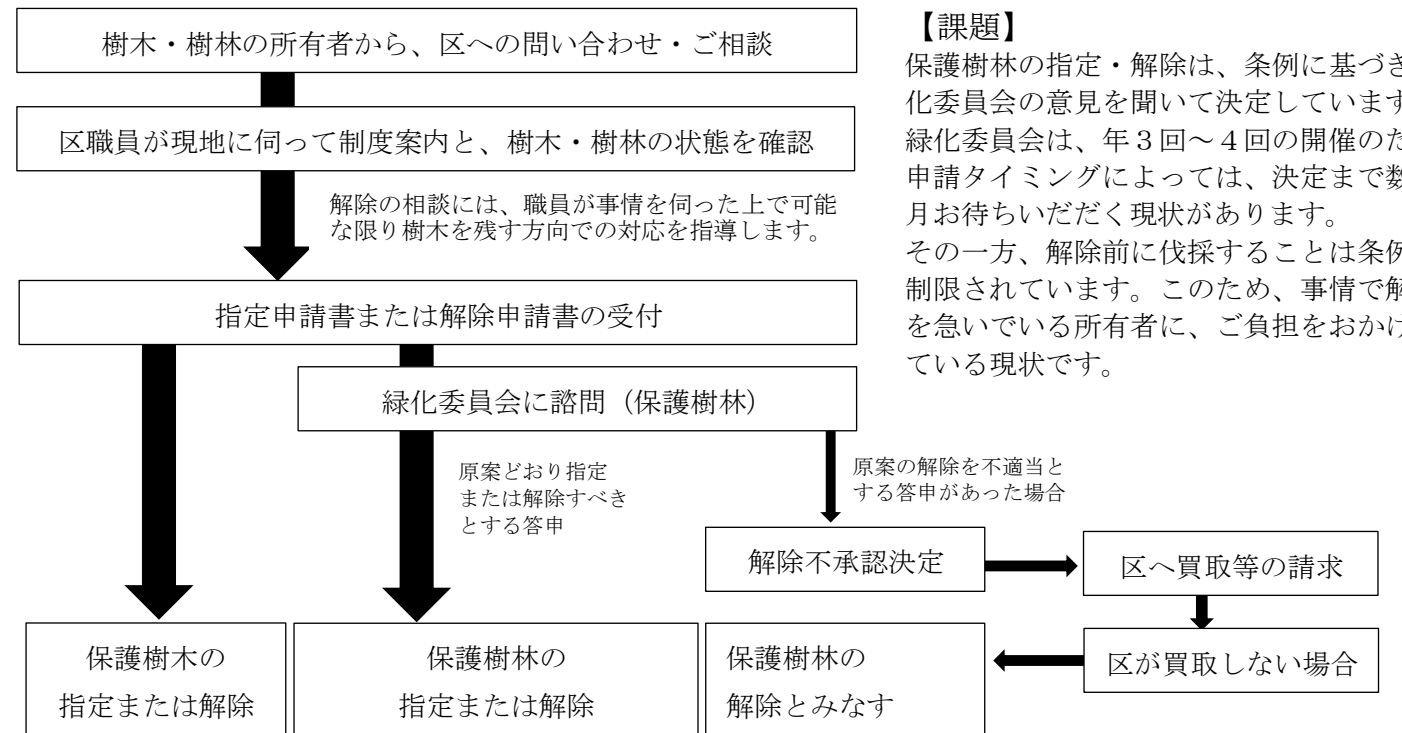 樹木・樹林の所有者から、区への問い合わせ・ご相談
区職員が現地に伺って制度案内と、樹木・樹林の状態を確認
解除の相談には、職員が事情を伺った上で可能
な限り樹木を残す方向での対応を指導します。
指定申請書または解除申請書の受付
緑化委員会に諮問（保護樹林）
原案どおり指定
または解除すべき
とする答申
原案の解除を不適当と
する答申があった場合
解除不承認決定
区へ買取等の請求
区が買取しない場合
保護樹木の
指定または解除
保護樹林の
指定または解除
保護樹林の
解除とみなす
【課題】
保護樹林の指定・解除は、条例に基づき
化委員会の意見を聞いて決定しています
緑化委員会は、年３回～４回の開催のた
申請タイミングによっては、決定まで数
月お待ちいだだく現状があります。
その一方、解除前に伐採することは条例
制限されています。このため、事情で解
を急いでいる所有者に、ご負担をおかけ
ている現状です。